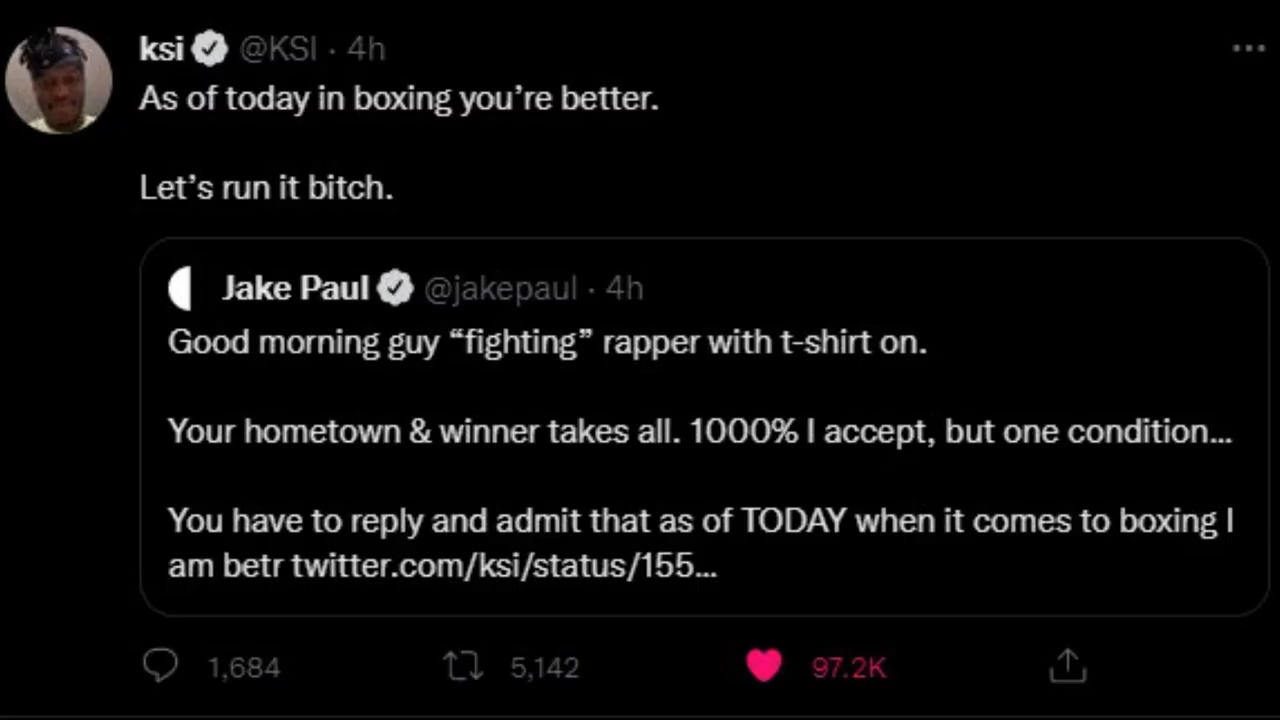 ksi @KSI · 4h
As of today in boxing you’re better.
Let’s run it bitch.
Jake Paul @jakepaul · 4h
Good morning guy “fighting” rapper with t-shirt on.
Your hometown & winner takes all. 1000% I accept, but one condition...
You have to reply and admit that as of TODAY when it comes to boxing I
am betr twitter.com/ksi/status/155...
1,684 5,142 97.2K